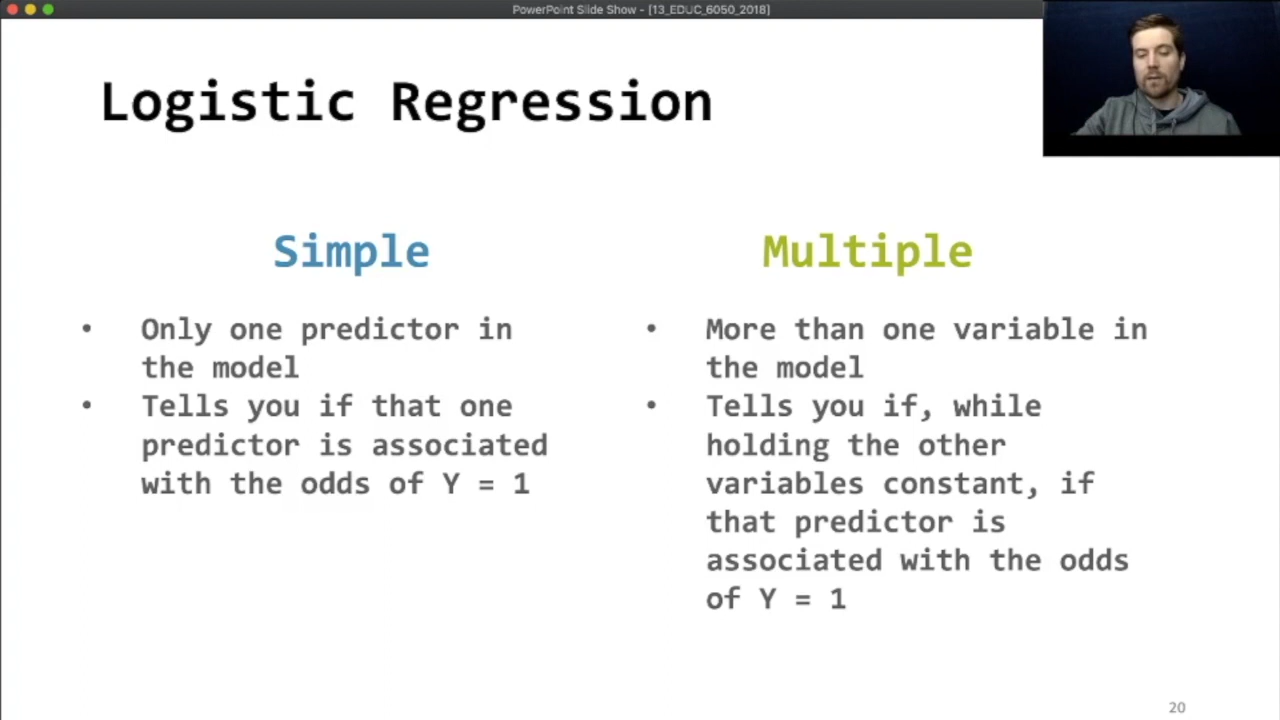 PowerPoint Slide Show - [13_EDUC_6050_2018]
Logistic Regression
Simple
• Only one predictor in
the model
• Tells you if that one
predictor is associated
with the odds of Y = 1
Multiple
• More than one variable in
the model
• Tells you if, while
holding the other
variables constant, if
that predictor is
associated with the odds
of Y = 1
20